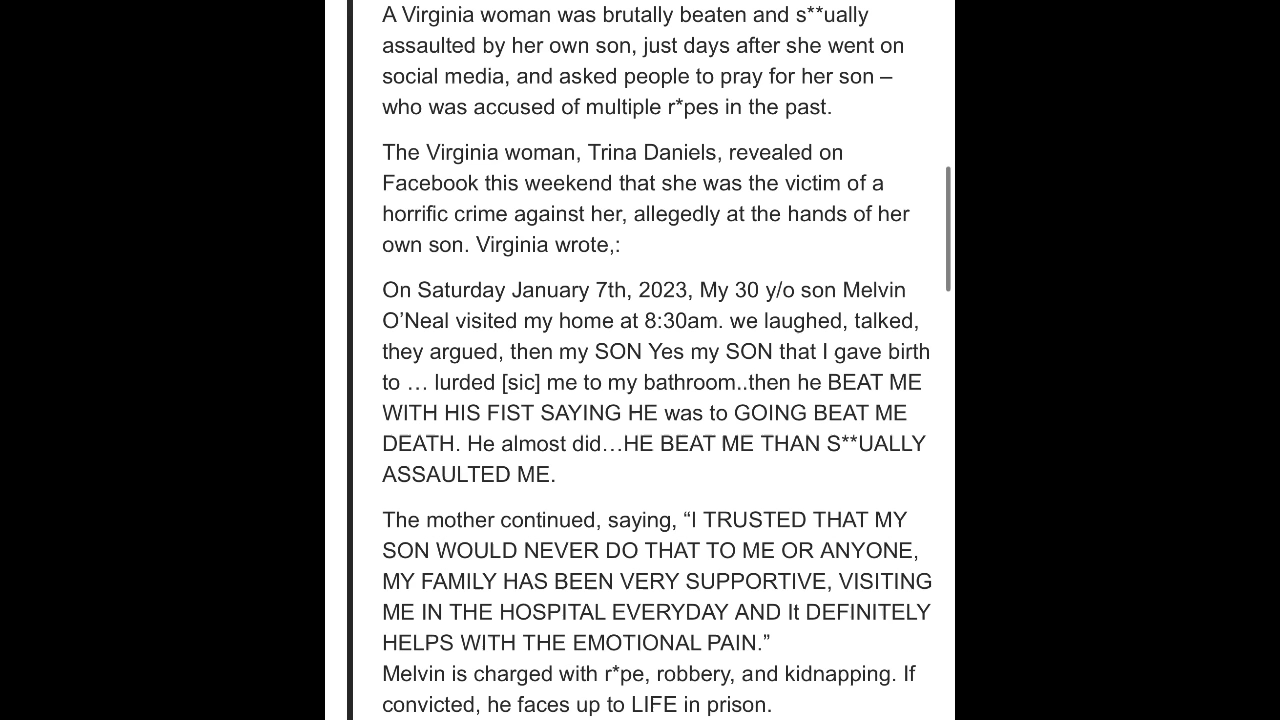 A Virginia woman was brutally beaten and s**ually
assaulted by her own son, just days after she went on
social media, and asked people to pray for her son –
who was accused of multiple r*pes in the past.
The Virginia woman, Trina Daniels, revealed on
Facebook this weekend that she was the victim of a
horrific crime against her, allegedly at the hands of her
own son. Virginia wrote,:
On Saturday January 7th, 2023, My 30 y/o son Melvin
O’Neal visited my home at 8:30am. we laughed, talked,
they argued, then my SON Yes my SON that I gave birth
to … lurded [sic] me to my bathroom..then he BEAT ME
WITH HIS FIST SAYING HE was to GOING BEAT ME
DEATH. He almost did…HE BEAT ME THAN S**UALLY
ASSAULTED ME.
The mother continued, saying, “I TRUSTED THAT MY
SON WOULD NEVER DO THAT TO ME OR ANYONE,
MY FAMILY HAS BEEN VERY SUPPORTIVE, VISITING
ME IN THE HOSPITAL EVERYDAY AND It DEFINITELY
HELPS WITH THE EMOTIONAL PAIN.”
Melvin is charged with r*pe, robbery, and kidnapping. If
convicted, he faces up to LIFE in prison.